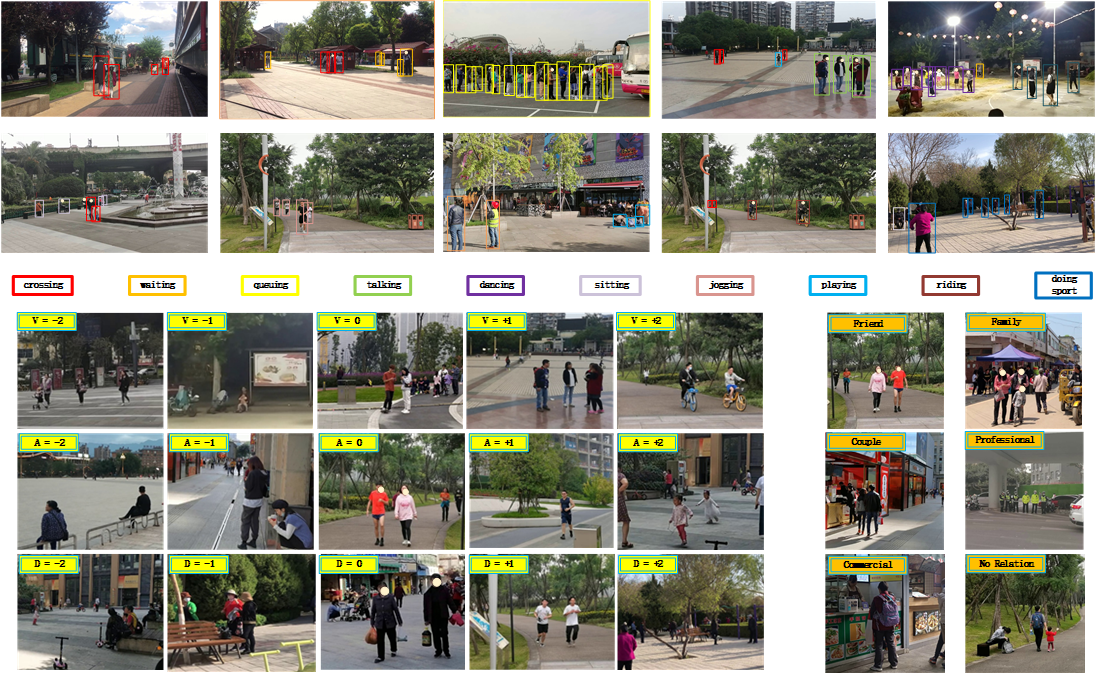 crossing
waiting
queuing
talking
dancing
sitting
jogging
playing
riding
doing
sport
V = -2
V = -1
V = 0
V = +1
V = +2
Friend
Family
A = -2
A = -1
A = 0
A = +1
A = +2
Couple
Professional
D = -2
D = -1
D = 0
D = +1
D = +2
Commercial
No Relation